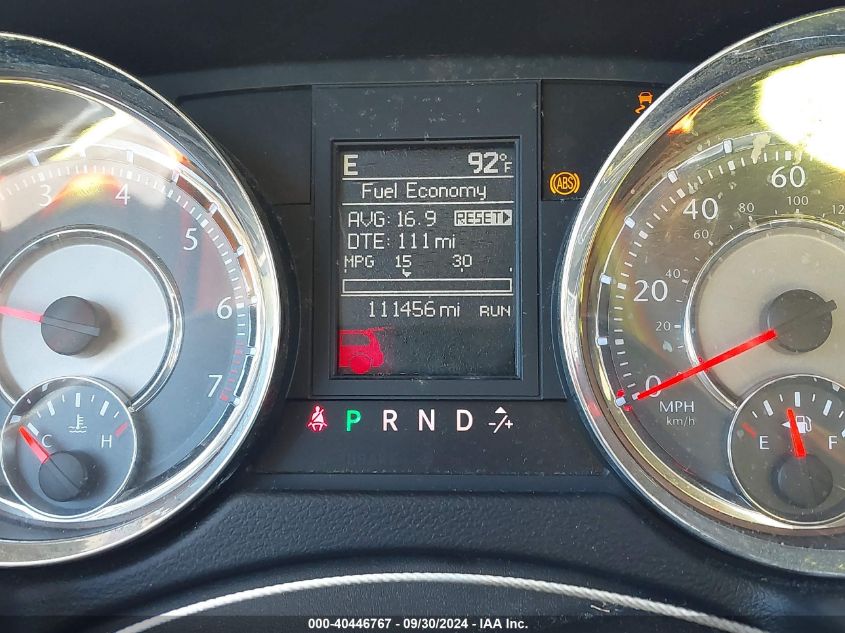 E 92°F
Fuel Economy
AVG: 16.9 RESET
DTE: 111 mi
MPG 15 30
111456 mi RUN
P R N D -/+
3 4 5 6 7
C H
ABS
0 20 40 60
20 40 60 80 100
MPH
km/h
E F
000-40446767 - 09/30/2024 - IAA Inc.